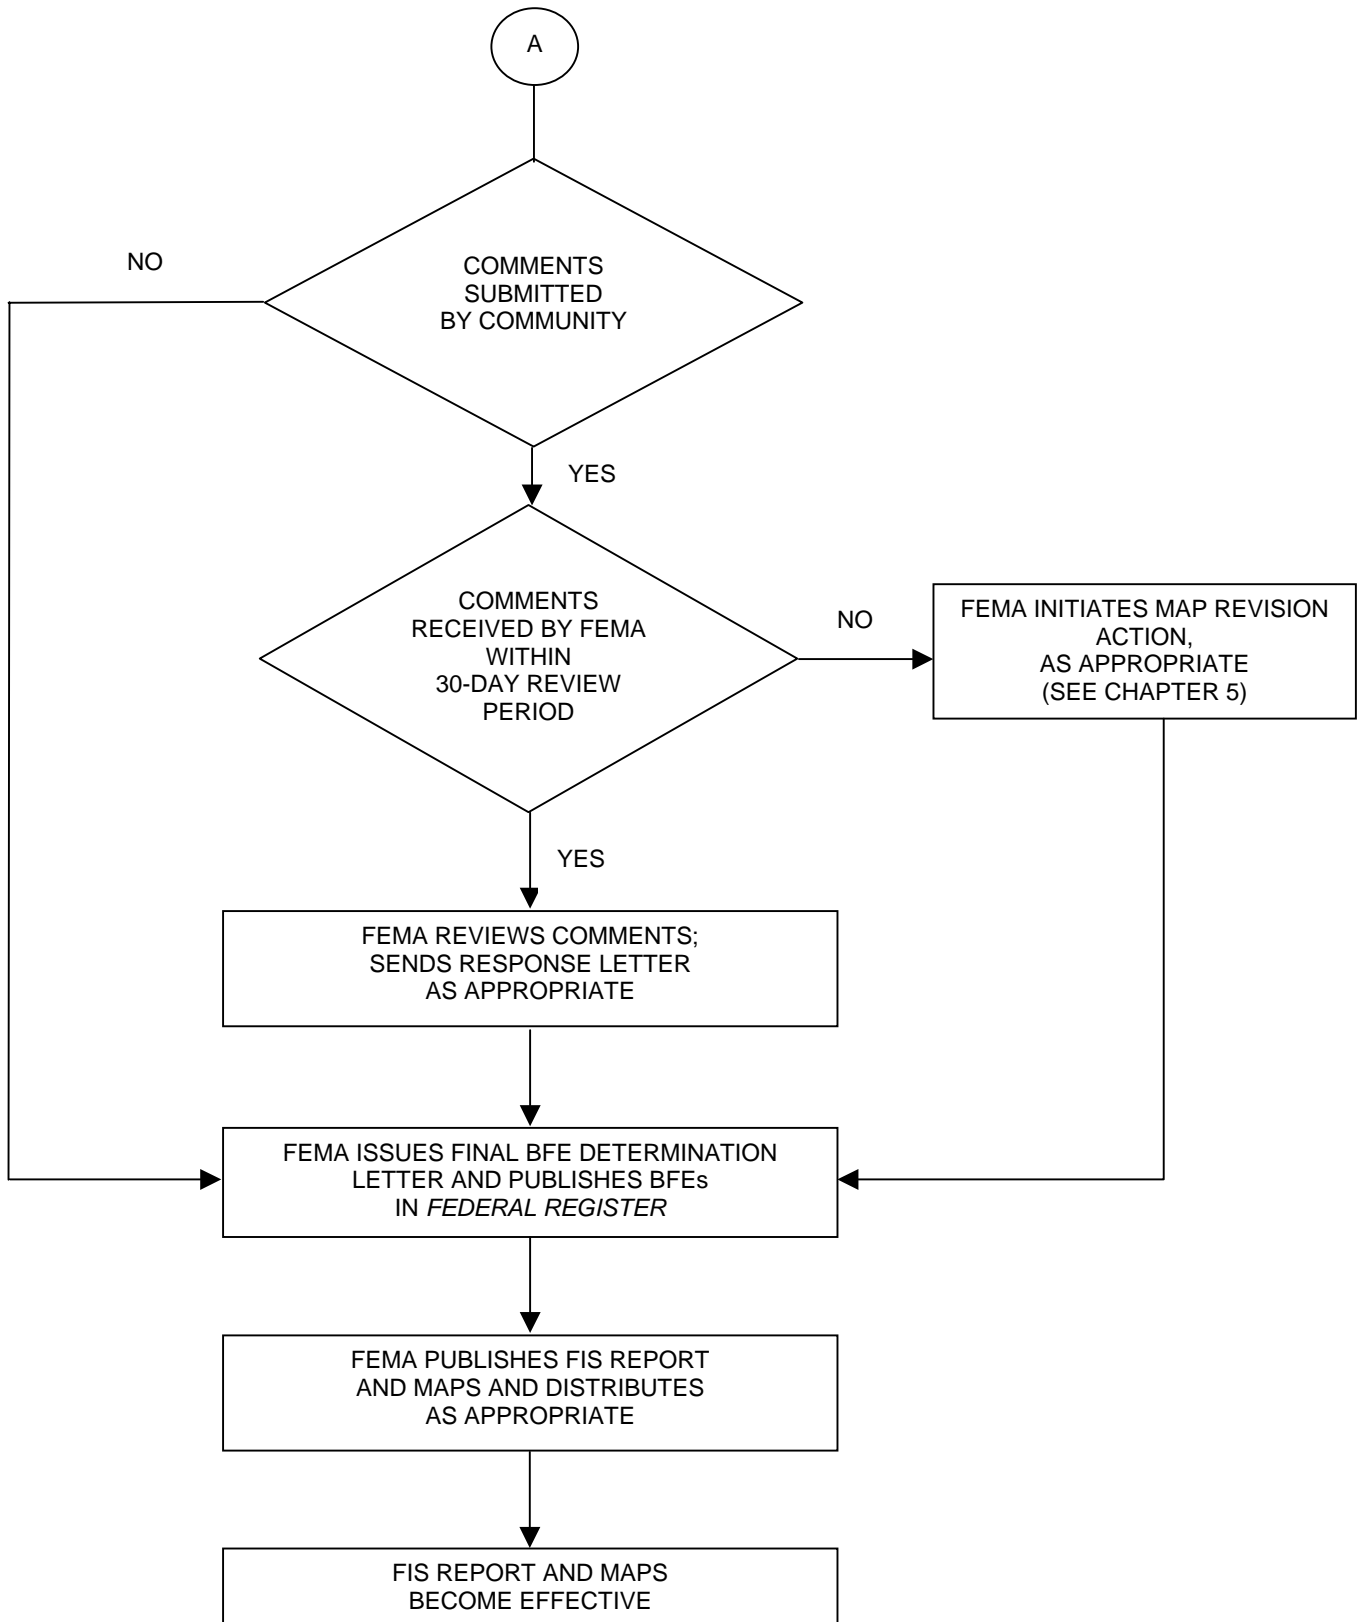 A
NO
COMMENTS
SUBMITTED
BY COMMUNITY
YES
COMMENTS
RECEIVED BY FEMA
WITHIN
30-DAY REVIEW
PERIOD
NO
FEMA INITIATES MAP REVISION
ACTION,
AS APPROPRIATE
(SEE CHAPTER 5)
YES
FEMA REVIEWS COMMENTS;
SENDS RESPONSE LETTER
AS APPROPRIATE
FEMA ISSUES FINAL BFE DETERMINATION
LETTER AND PUBLISHES BFEs
IN FEDERAL REGISTER
FEMA PUBLISHES FIS REPORT
AND MAPS AND DISTRIBUTES
AS APPROPRIATE
FIS REPORT AND MAPS
BECOME EFFECTIVE